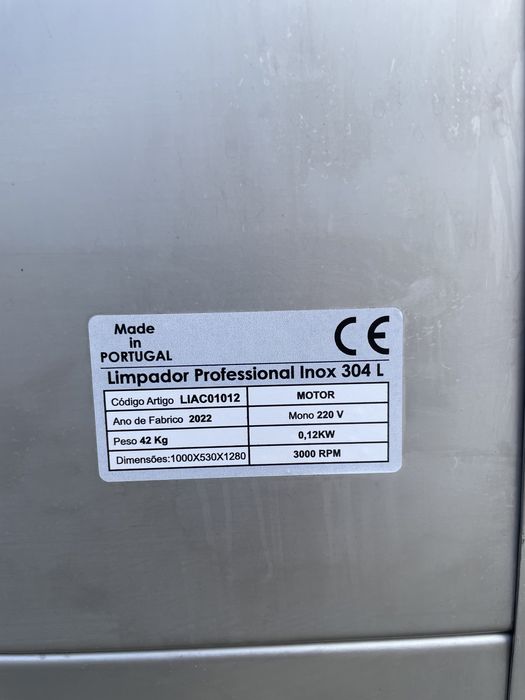 Made
in
PORTUGAL
CE
Limpador Professional Inox 304 L
Código Artigo LIAC01012 MOTOR
Ano de Fabrico 2022 Mono 220 V
Peso 42 Kg 0,12KW
Dimensões:1000X530X1280 3000 RPM